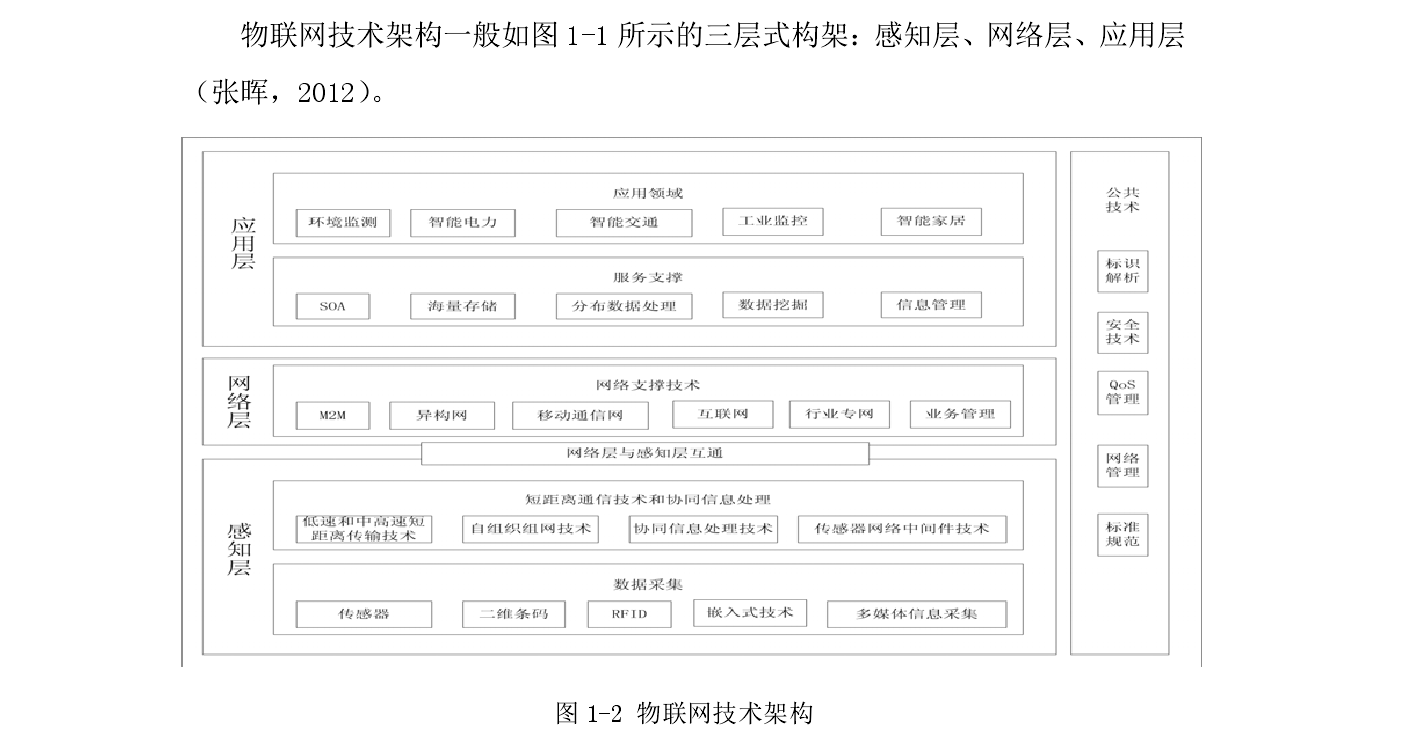 物联网技术架构一般如图 1-1 所示的三层式构架：感知层、网络层、应用层
（张晖，2012）。
应用层
应用领域
环境监测 智能电力 智能交通 工业监控 智能家居
服务支撑
SOA 海量存储 分布数据处理 数据挖掘 信息管理
网络层
网络支撑技术
M2M 异构网 移动通信网 互联网 行业专网 业务管理
网络层与感知层互通
感知层
短距离通信技术和协同信息处理
低速和中高速短
距离传输技术
自组织组网技术 协同信息处理技术 传感器网络中间件技术
数据采集
传感器 二维条码 RFID 嵌入式技术 多媒体信息采集
公共
技术
标识
解析
安全
技术
QoS
管理
网络
管理
标准
规范
图 1-2 物联网技术架构